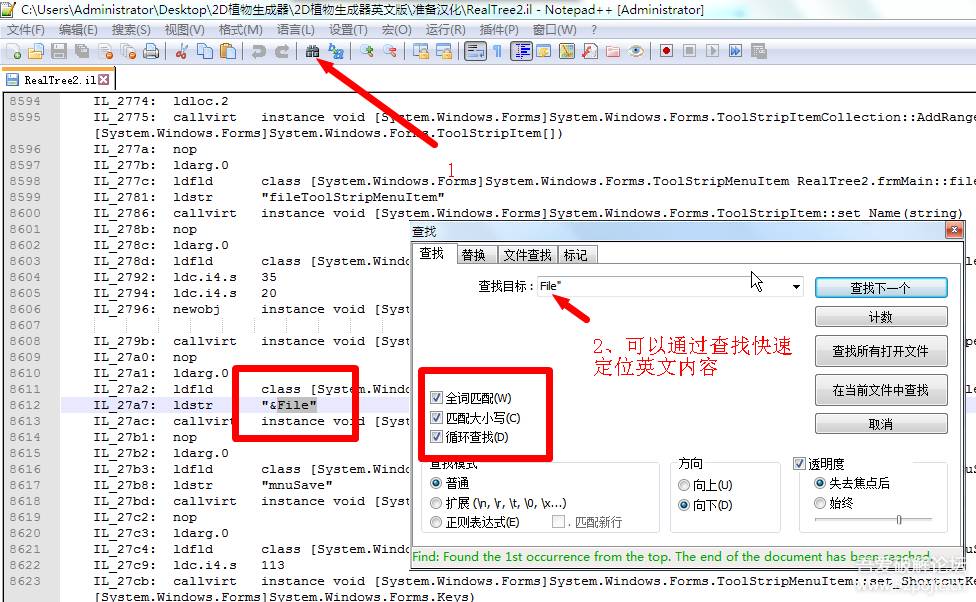 C:\Users\Administrator\Desktop\2D植物生成器\2D植物生成器英文版\准备汉化\RealTree2.il - Notepad++ [Administrator]
文件(F) 编辑(E) 搜索(S) 视图(V) 格式(M) 语言(L) 设置(T) 宏(O) 运行(R) 插件(P) 窗口(W) ?
RealTree2.il
8594 IL_2774: ldloc.2
8595 IL_2775: callvirt instance void [System.Windows.Forms]System.Windows.Forms.ToolStripItemCollection::AddRange
[System.Windows.Forms]System.Windows.Forms.ToolStripItem[])
8596 IL_277a: nop
8597 IL_277b: ldarg.0
1
8598 IL_277c: ldfld class [System.Windows.Forms]System.Windows.Forms.ToolStripMenuItem RealTree2.frmMain::file
8599 IL_2781: ldstr "fileToolStripMenuItem"
8600 IL_2786: callvirt instance void [System.Windows.Forms]System.Windows.Forms.ToolStripItem::set_Name(string)
8601 IL_278b: nop
8602 IL_278c: ldarg.0
8603 IL_278d: ldfld class [System.Windo
8604 IL_2792: ldc.i4.s 35
8605 IL_2794: ldc.i4.s 20
8606 IL_2796: newobj instance void [Syst
8607
8608 IL_279b: callvirt instance void [Syst
8609 IL_27a0: nop
8610 IL_27a1: ldarg.0
8611 IL_27a2: ldfld class [System.Windo
8612 IL_27a7: ldstr "&File"
8613 IL_27ac: callvirt instance void [Syst
8614 IL_27b1: nop
8615 IL_27b2: ldarg.0
8616 IL_27b3: ldfld class [System.Windo
8617 IL_27b8: ldstr "mnuSave"
8618 IL_27bd: callvirt instance void [Syst
8619 IL_27c2: nop
8620 IL_27c3: ldarg.0
8621 IL_27c4: ldfld class [System.Windo
8622 IL_27c9: ldc.i4.s 113
8623 IL_27cb: callvirt instance void [System.Windows.Forms]System.Windows.Forms.ToolStripMenuItem::set_ShortcutKe
[System.Windows.Forms]System.Windows.Forms.Keys)
查找
查找 替换 文件查找 标记
查找目标: File"
查找下一个
计数
查找所有打开文件
在当前文件中查找
取消
2、可以通过查找快速
定位英文内容
全词匹配(W)
匹配大小写(C)
循环查找(D)
查找模式
普通
扩展 (\n, \r, \t, \0, \x...)
正则表达式(E) . 匹配新行
方向
向上(U)
向下(D)
透明度
失去焦点后
始终
Find: Found the 1st occurrence from the top. The end of the document has been reached.
吾爱破解论坛
www.52pojie.cn